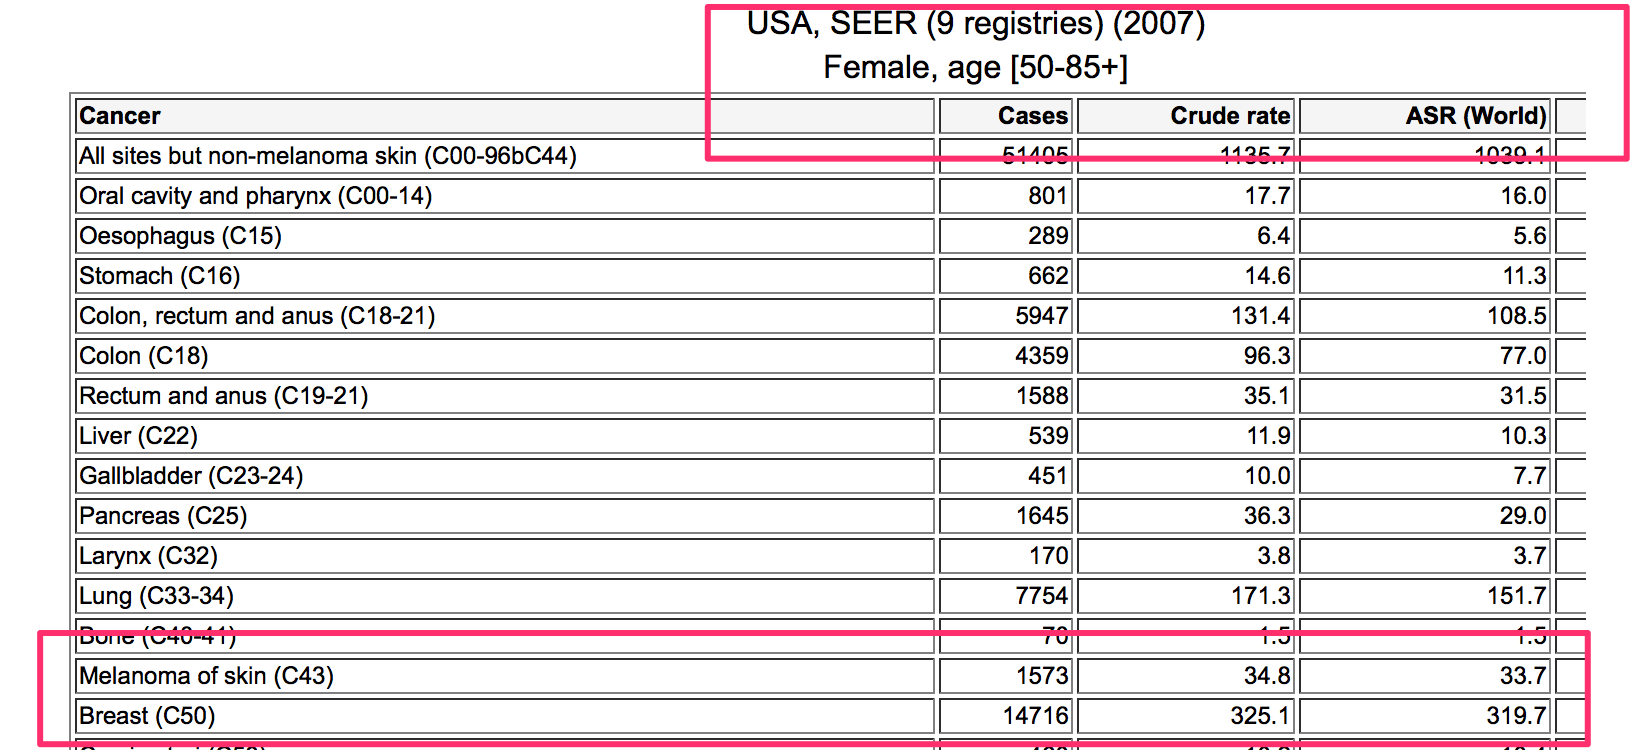 USA, SEER (9 registries) (2007)
Female, age [50-85+]
Cancer Cases Crude rate ASR (World)
All sites but non-melanoma skin (C00-96bC44) 51405 1135.7 1039.1
Oral cavity and pharynx (C00-14) 801 17.7 16.0
Oesophagus (C15) 289 6.4 5.6
Stomach (C16) 662 14.6 11.3
Colon, rectum and anus (C18-21) 5947 131.4 108.5
Colon (C18) 4359 96.3 77.0
Rectum and anus (C19-21) 1588 35.1 31.5
Liver (C22) 539 11.9 10.3
Gallbladder (C23-24) 451 10.0 7.7
Pancreas (C25) 1645 36.3 29.0
Larynx (C32) 170 3.8 3.7
Lung (C33-34) 7754 171.3 151.7
Bone (C40-41) 1.5 1.5
Melanoma of skin (C43) 1573 34.8 33.7
Breast (C50) 14716 325.1 319.7